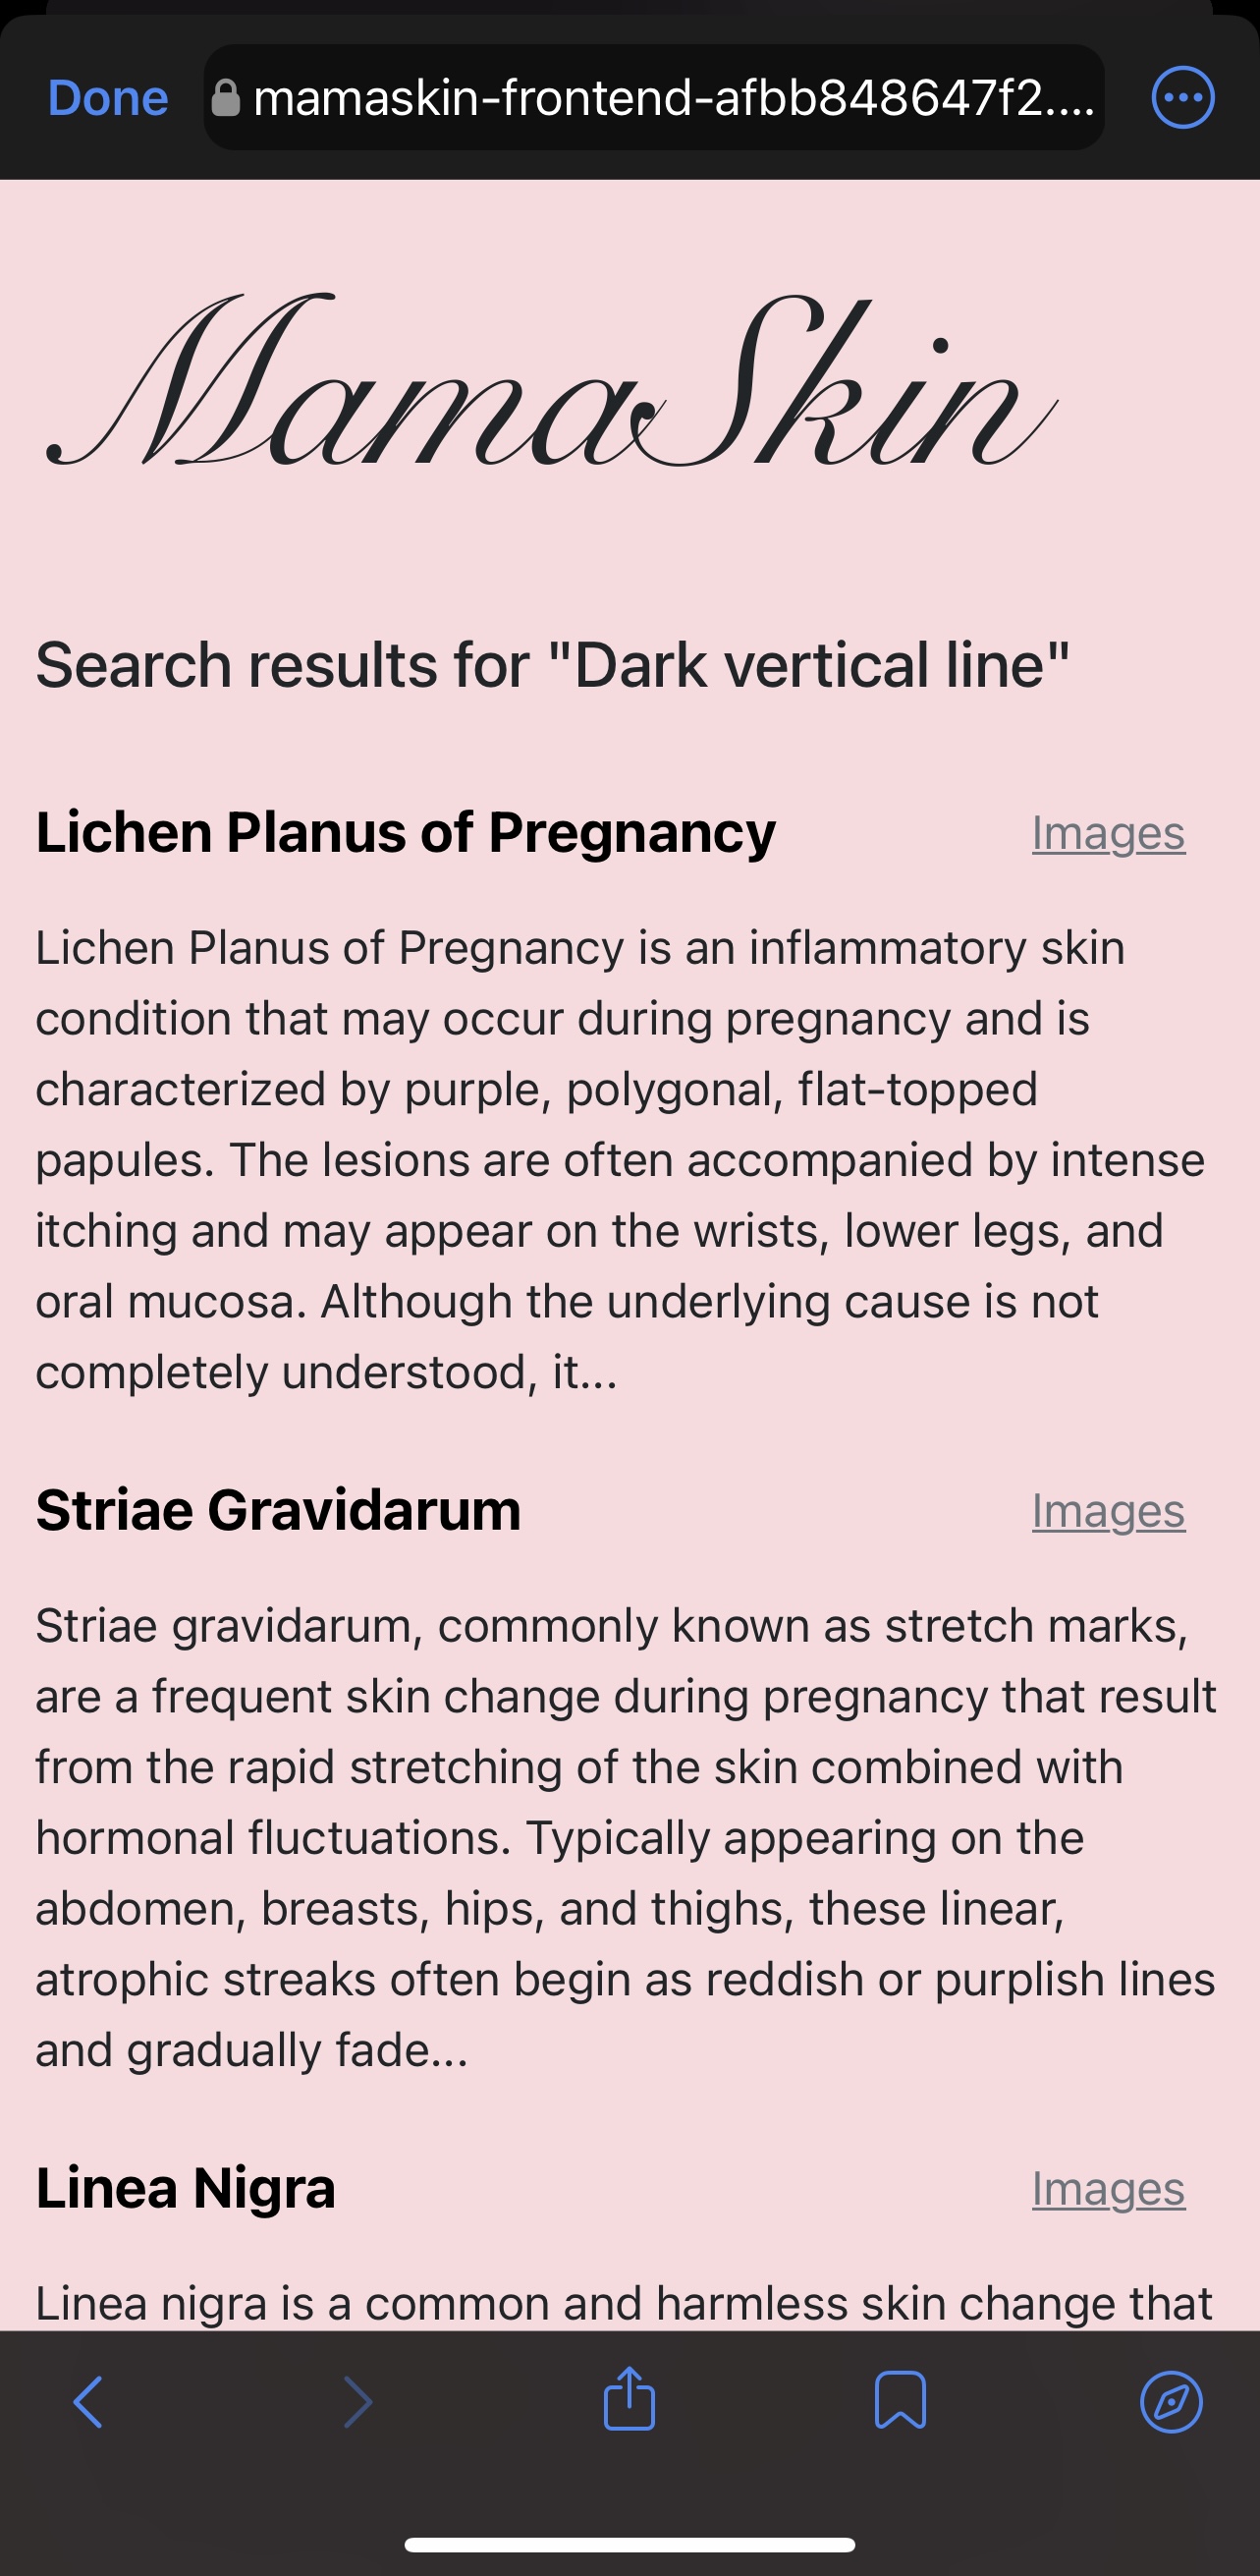 Done
mamaskin-frontend-afbb848647f2....
MamaSkin
Search results for "Dark vertical line"
Lichen Planus of Pregnancy Images
Lichen Planus of Pregnancy is an inflammatory skin
condition that may occur during pregnancy and is
characterized by purple, polygonal, flat-topped
papules. The lesions are often accompanied by intense
itching and may appear on the wrists, lower legs, and
oral mucosa. Although the underlying cause is not
completely understood, it...
Striae Gravidarum Images
Striae gravidarum, commonly known as stretch marks,
are a frequent skin change during pregnancy that result
from the rapid stretching of the skin combined with
hormonal fluctuations. Typically appearing on the
abdomen, breasts, hips, and thighs, these linear,
atrophic streaks often begin as reddish or purplish lines
and gradually fade...
Linea Nigra Images
Linea nigra is a common and harmless skin change that